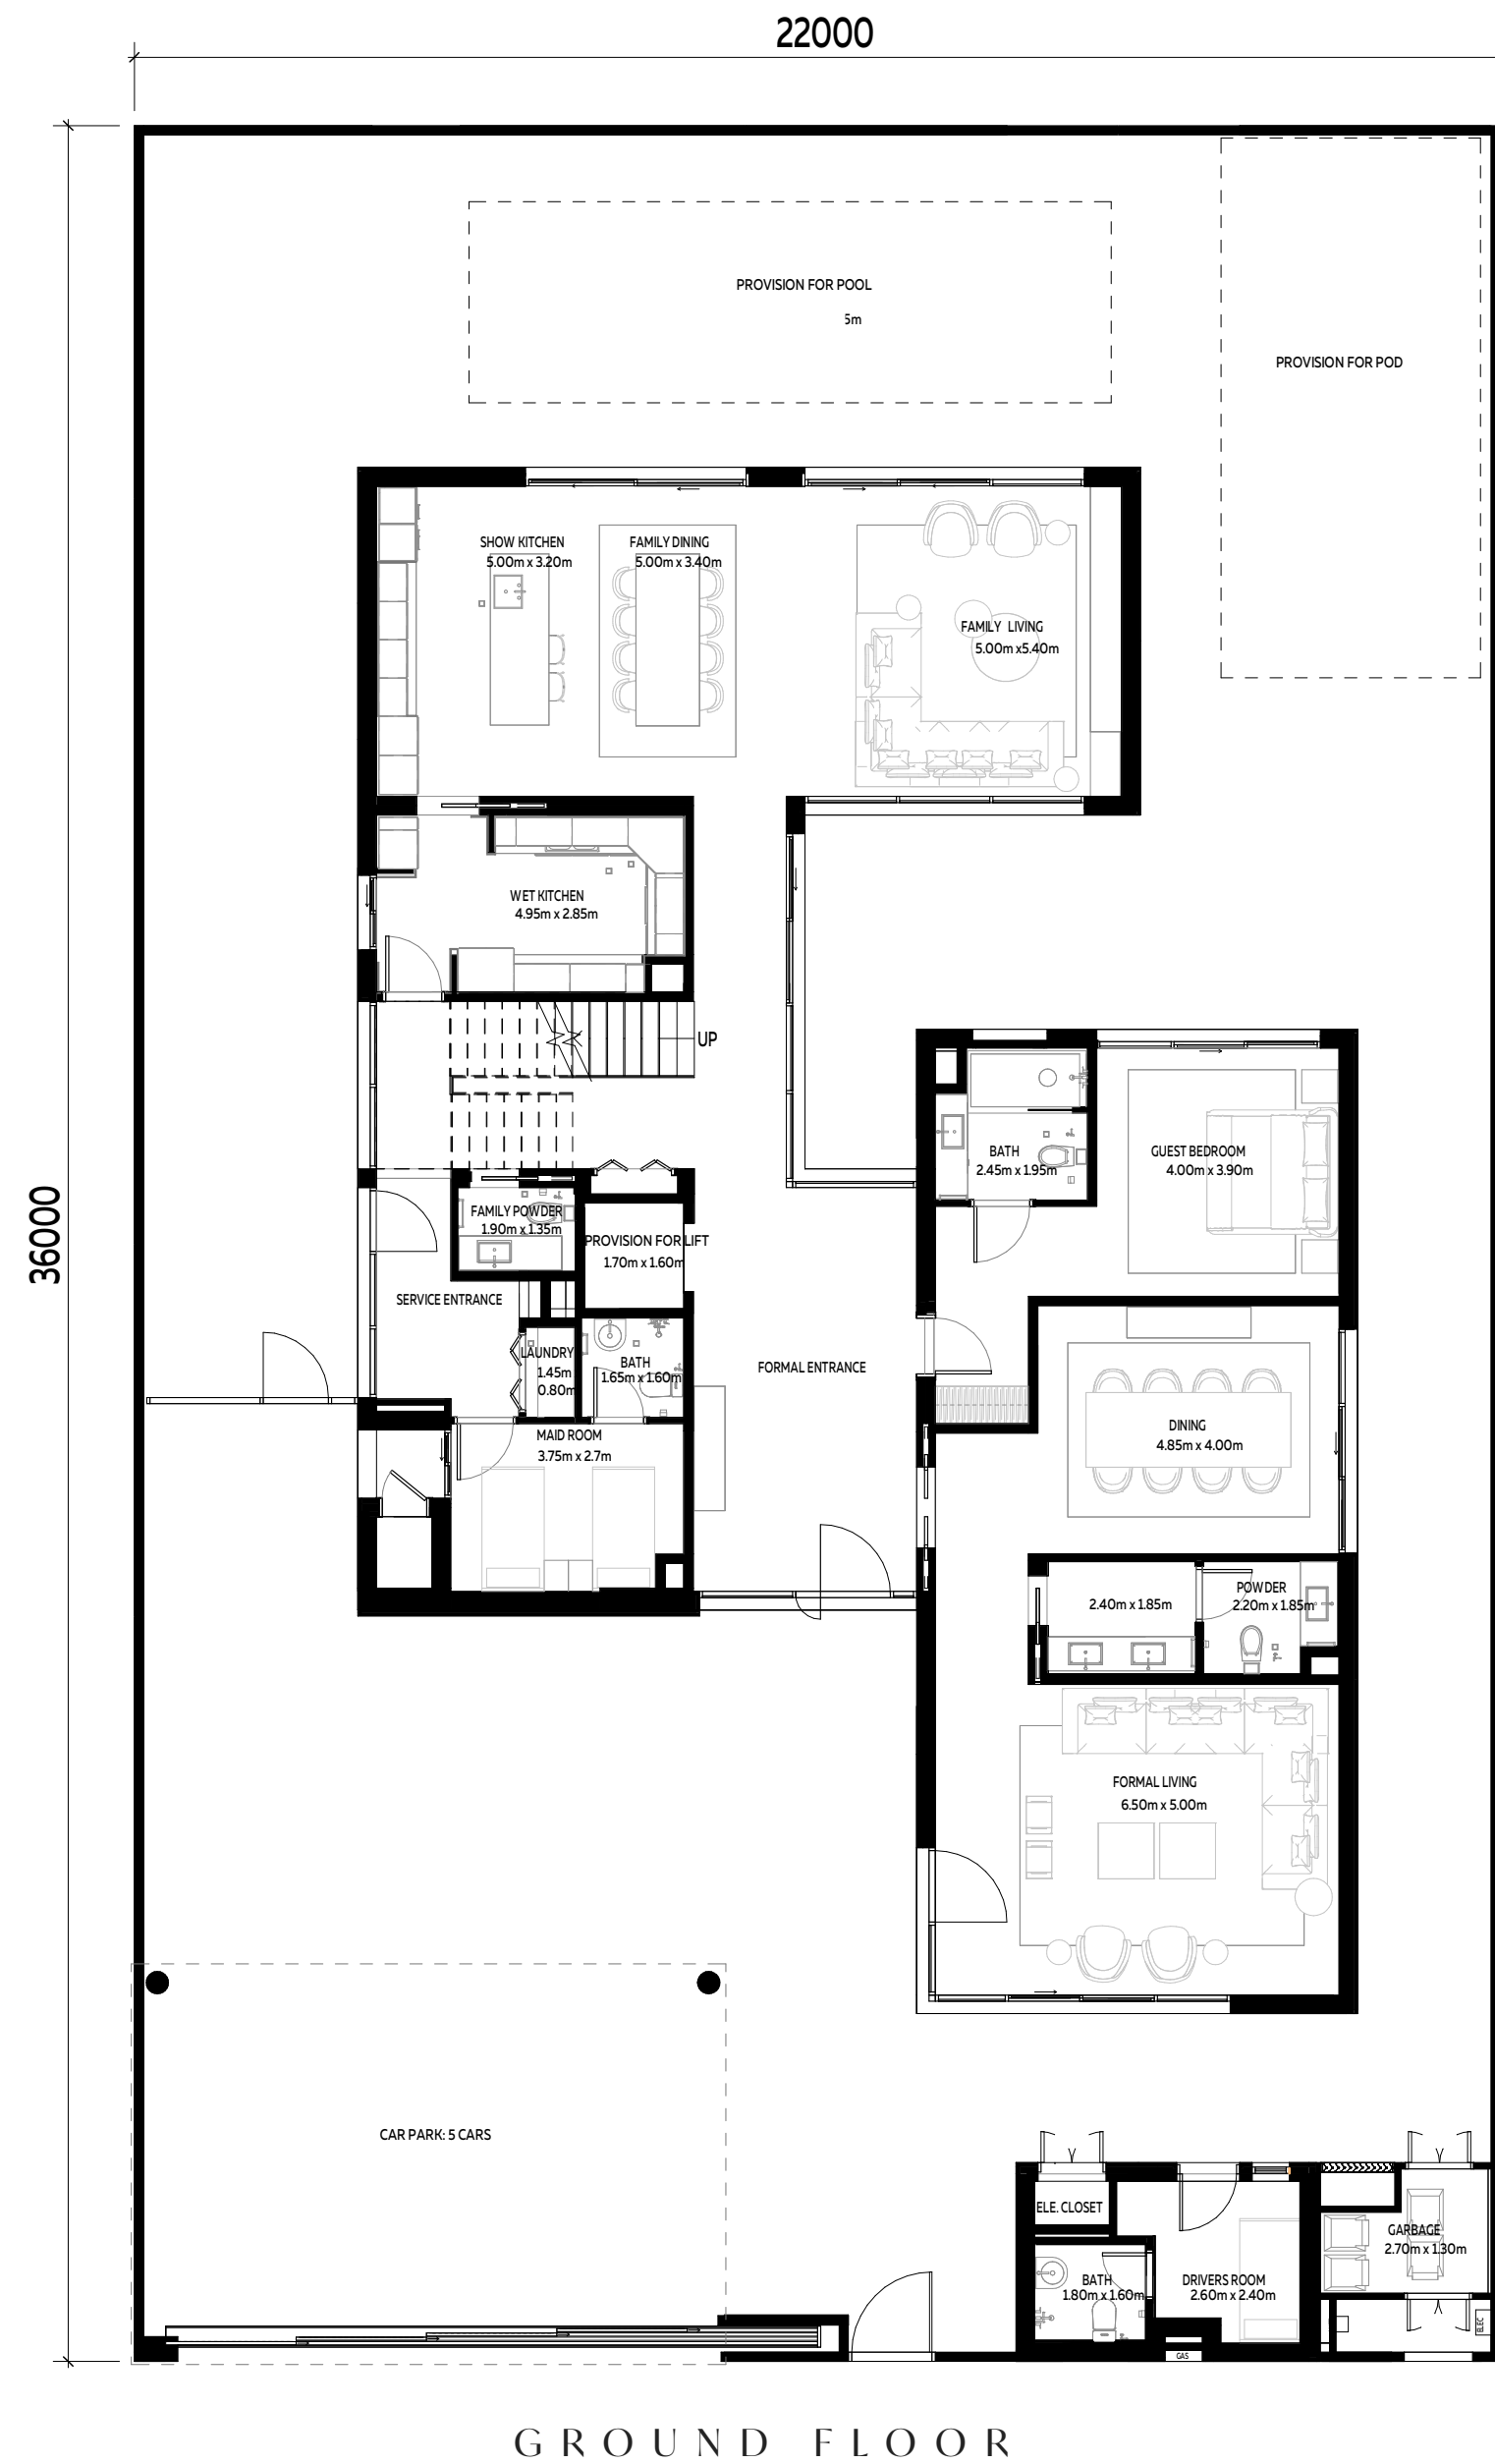 22000
36000
PROVISION FOR POOL
5m
PROVISION FOR POD
SHOW KITCHEN
5.00m x 3.20m
FAMILY DINING
5.00m x 3.40m
FAMILY LIVING
5.00m x5.40m
WET KITCHEN
4.95m x 2.85m
UP
BATH
2.45m x 1.95m
GUEST BEDROOM
4.00m x 3.90m
FAMILY POWDER
1.90m x 1.35m
PROVISION FOR LIFT
1.70m x 1.60m
SERVICE ENTRANCE
LAUNDRY
1.45m
0.80m
BATH
1.65m x 1.60m
FORMAL ENTRANCE
MAID ROOM
3.75m x 2.7m
DINING
4.85m x 4.00m
2.40m x 1.85m
POWDER
2.20m x 1.85m
FORMAL LIVING
6.50m x 5.00m
CAR PARK: 5 CARS
ELE. CLOSET
BATH
1.80m x 1.60m
DRIVERS ROOM
2.60m x 2.40m
GARBAGE
2.70m x 1.30m
ELEC
GAS
GROUND FLOOR